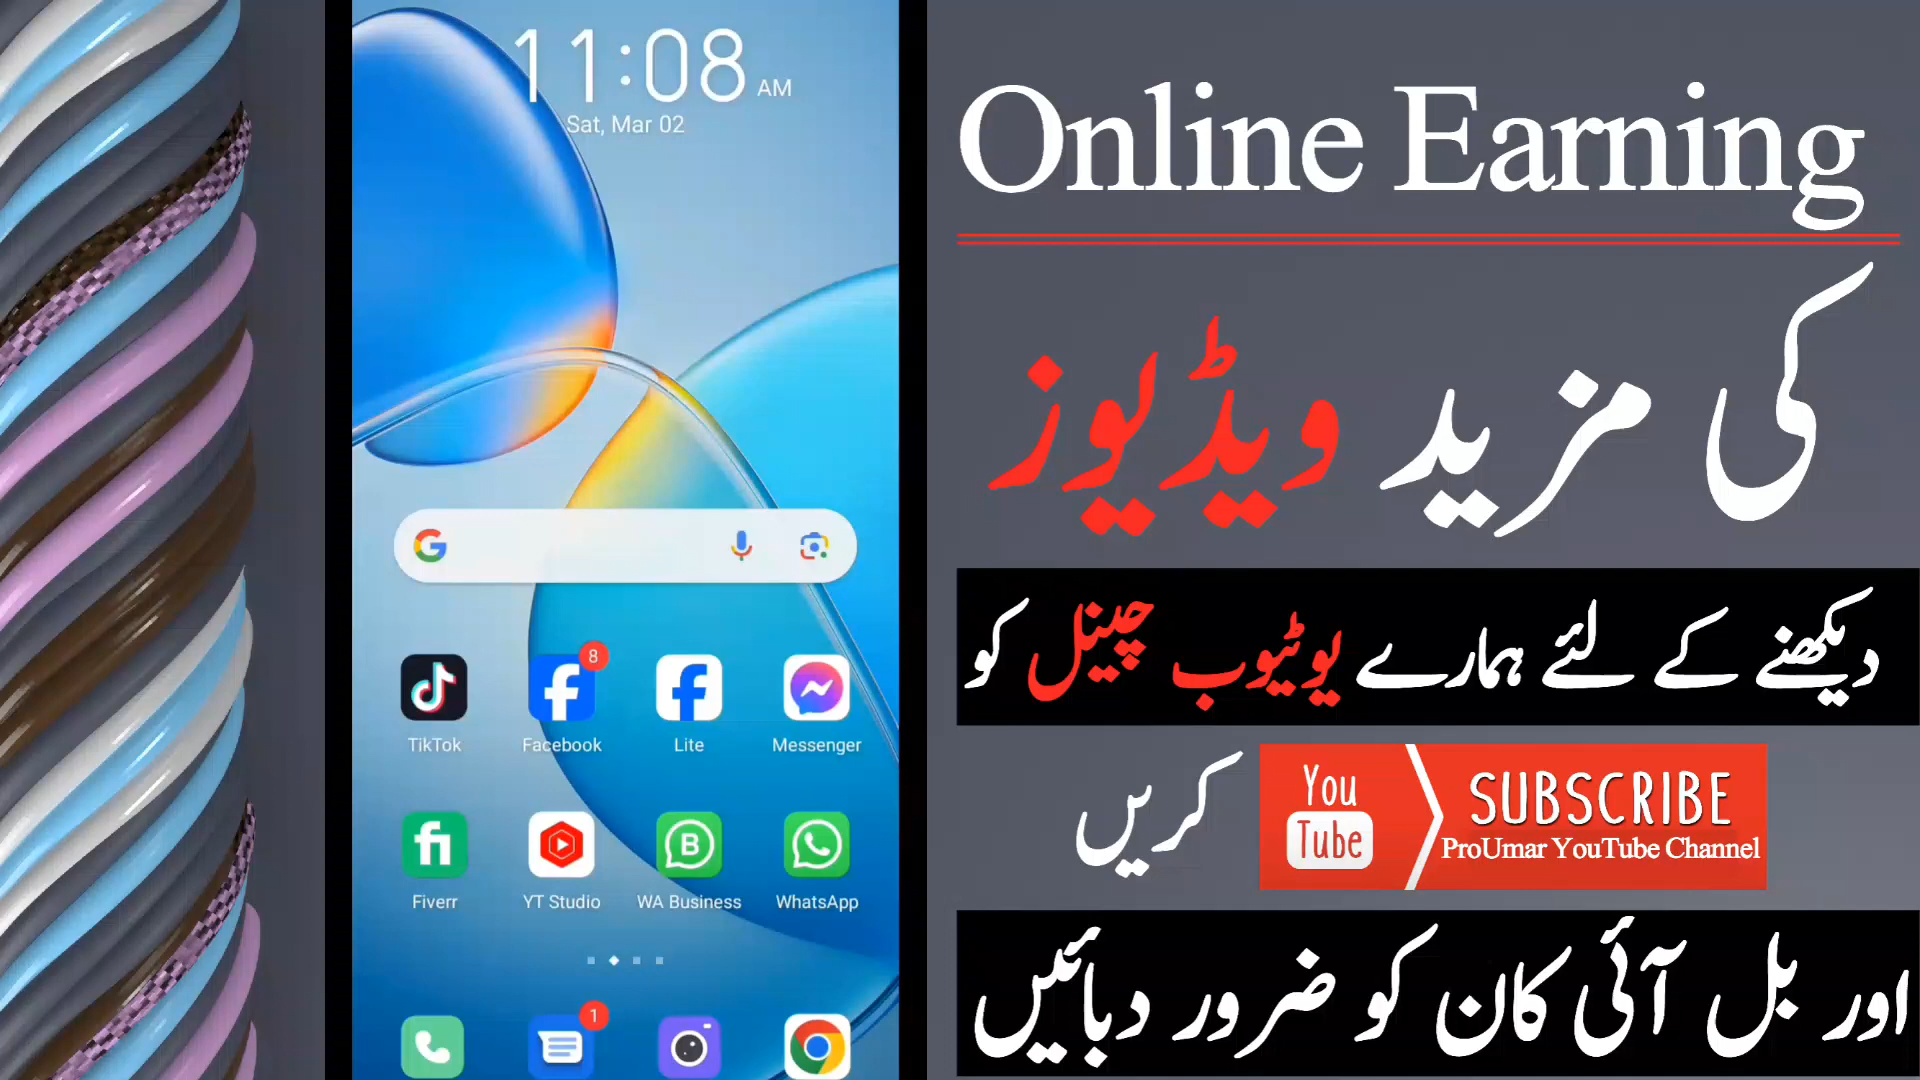 11:08 AM
Sat, Mar 02
G
8
TikTok
Facebook
Lite
Messenger
fi
B
Fiverr
YT Studio
WA Business
WhatsApp
1
Online Earning
کی مزید ویڈیوز
دیکھنے کے لئے ہمارے یوٹیوب چینل کو
You Tube SUBSCRIBE کریں
ProUmar YouTube Channel
اور بل آئی کان کو ضرور دبائیں